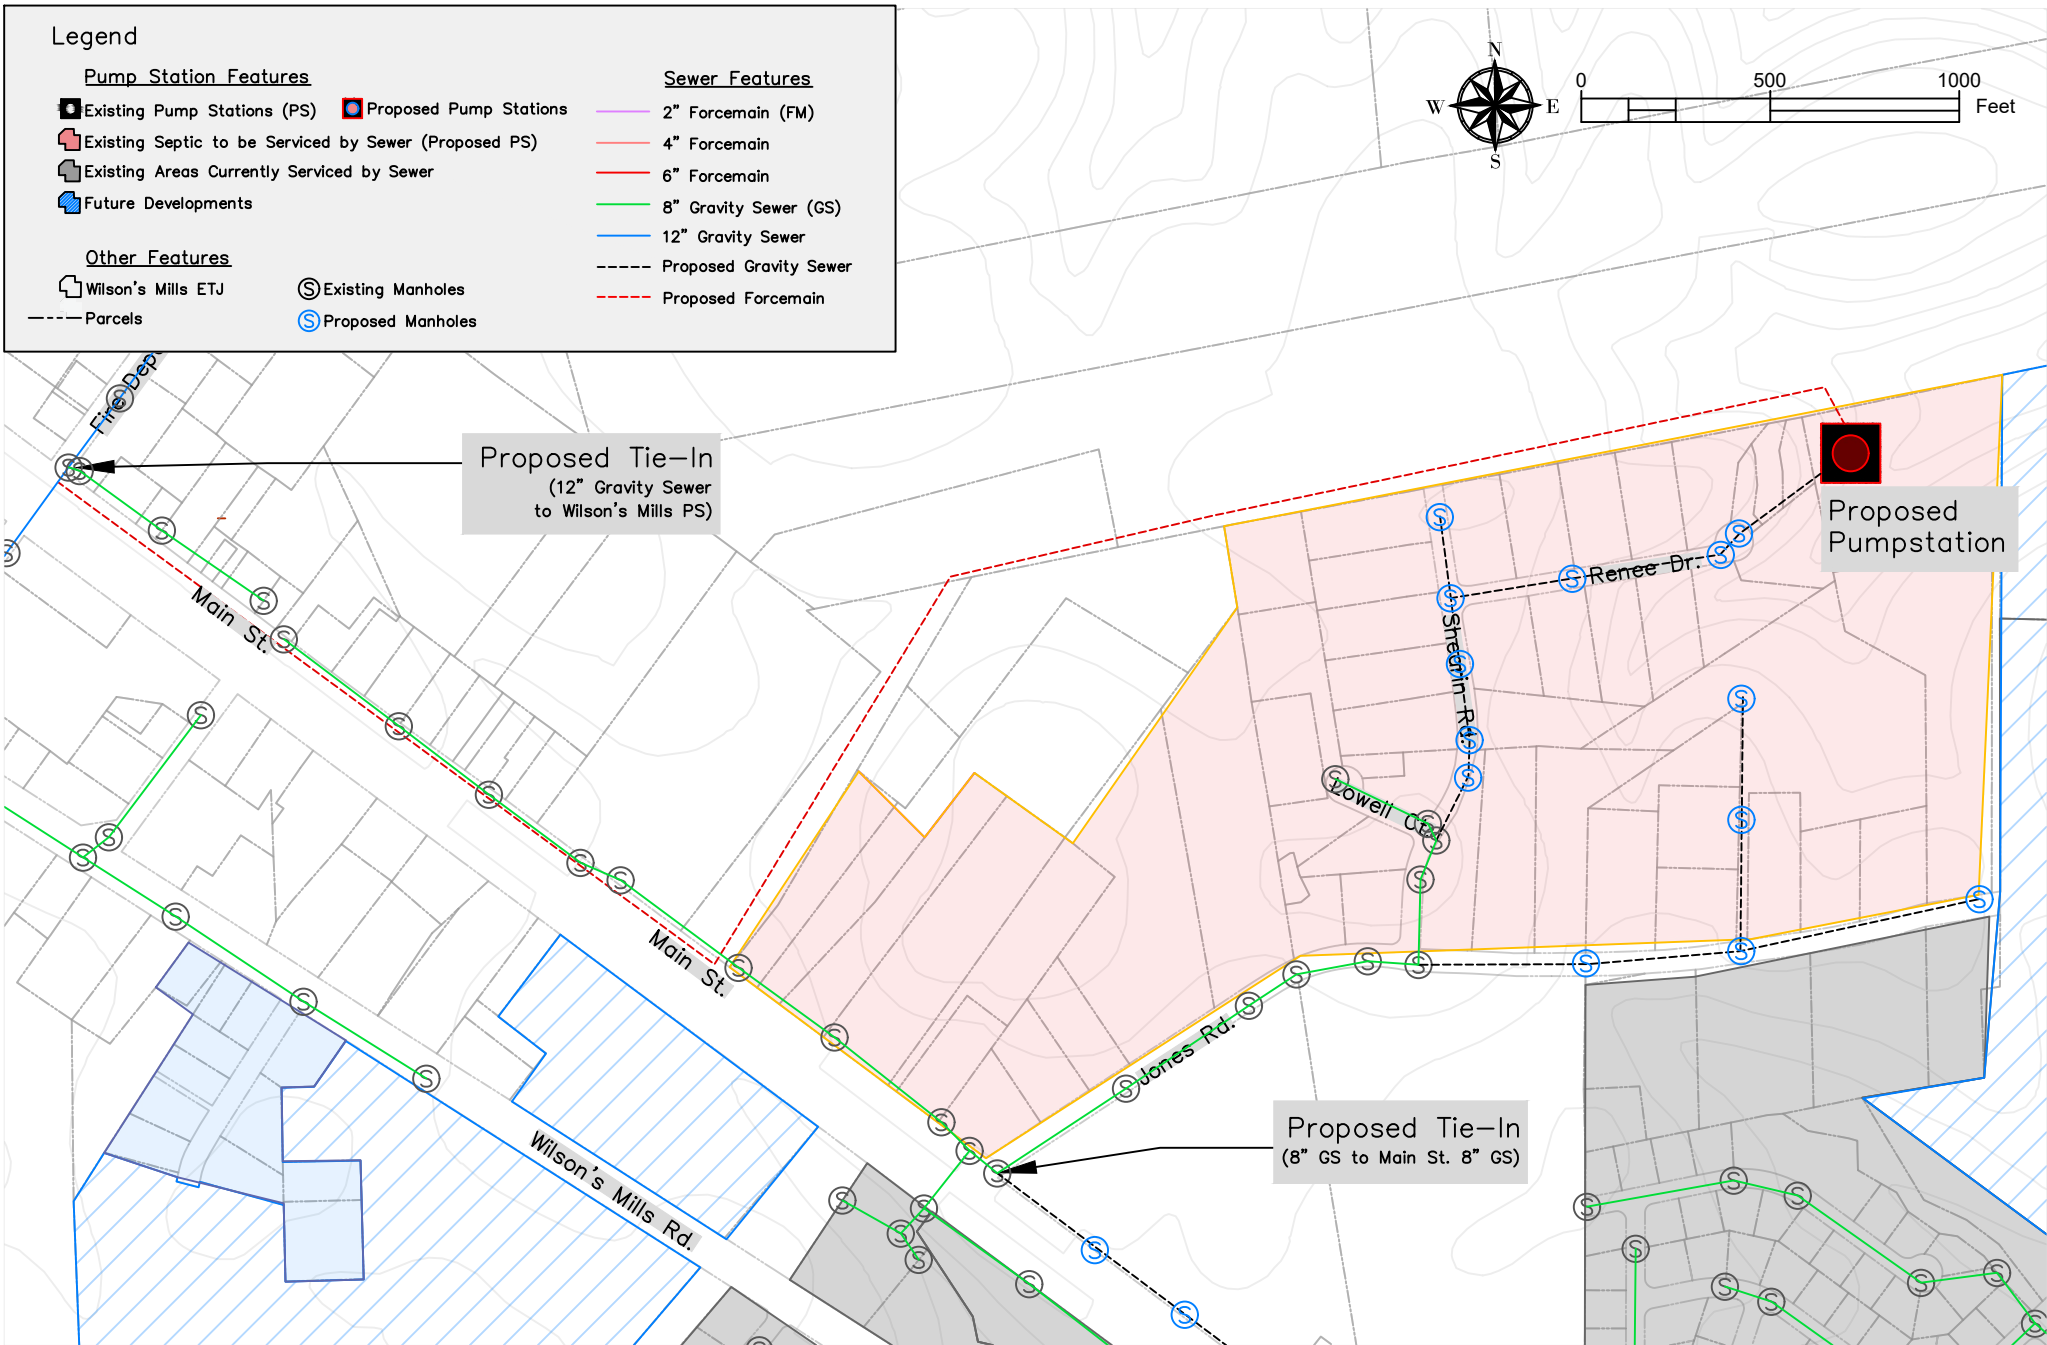 Legend
Pump Station Features
Existing Pump Stations (PS)
Proposed Pump Stations
Existing Septic to be Serviced by Sewer (Proposed PS)
Existing Areas Currently Serviced by Sewer
Future Developments
Other Features
Wilson's Mills ETJ
Parcels
Existing Manholes
Proposed Manholes
Sewer Features
2" Forcemain (FM)
4" Forcemain
6" Forcemain
8" Gravity Sewer (GS)
12" Gravity Sewer
Proposed Gravity Sewer
Proposed Forcemain
N
W
E
S
0 500 1000
Feet
Fire Depo
Proposed Tie-In
(12" Gravity Sewer
to Wilson's Mills PS)
Main St.
Proposed
Pumpstation
Renee Dr.
Sherrin Rd.
Lowell Ct.
Main St.
Jones Rd.
Proposed Tie-In
(8" GS to Main St. 8" GS)
Wilson's Mills Rd.